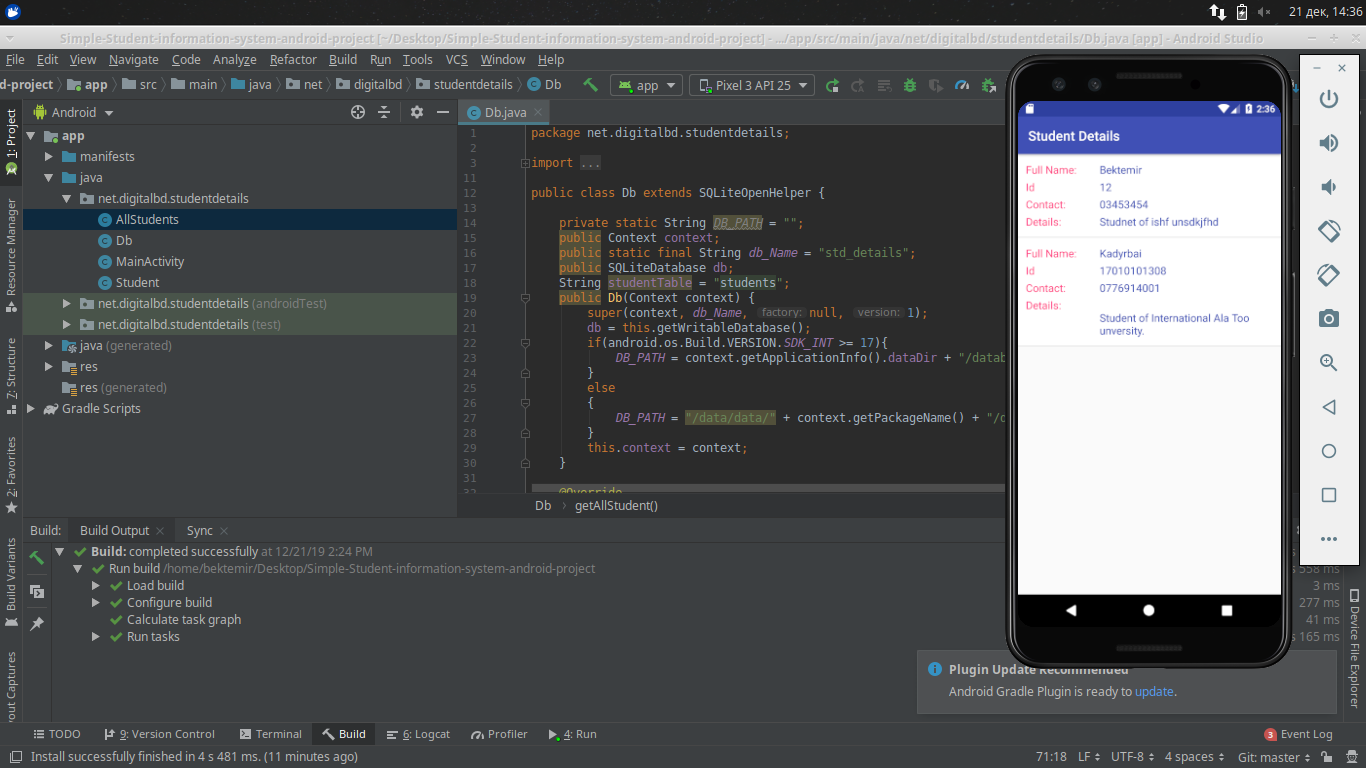 21 дек, 14:36
Simple-Student-information-system-android-project [~/Desktop/Simple-Student-information-system-android-project] - .../app/src/main/java/net/digitalbd/studentdetails/Db.java [app] - Android Studio
File Edit View Navigate Code Analyze Refactor Build Run Tools VCS Window Help
d-project app src main java net digitalbd studentdetails Db app Pixel 3 API 25
1: Project
Resource Manager
7: Structure
2: Favorites
Build Variants
yout Captures
Android
app
manifests
java
net.digitalbd.studentdetails
AllStudents
Db
MainActivity
Student
net.digitalbd.studentdetails (androidTest)
net.digitalbd.studentdetails (test)
java (generated)
res
res (generated)
Gradle Scripts
Db.java
1 package net.digitalbd.studentdetails;
2
3 import ...
11
12 public class Db extends SQLiteOpenHelper {
13
14 private static String DB_PATH = "";
15 public Context context;
16 public static final String db_Name = "std_details";
17 public SQLiteDatabase db;
18 String studentTable = "students";
19 public Db(Context context) {
20 super(context, db_Name, factory: null, version: 1);
21 db = this.getWritableDatabase();
22 if(android.os.Build.VERSION.SDK_INT >= 17){
23 DB_PATH = context.getApplicationInfo().dataDir + "/datab
24 }
25 else
26 {
27 DB_PATH = "/data/data/" + context.getPackageName() + "/d
28 }
29 this.context = context;
30 }
31
32 @Override
Db getAllStudent()
2:36
Student Details
Full Name: Bektemir
Id 12
Contact: 03453454
Details: Studnet of ishf unsdkjfhd
Full Name: Kadyrbai
Id 17010101308
Contact: 0776914001
Details:
Student of International Ala Too
unversity.
Build: Build Output Sync
Build: completed successfully at 12/21/19 2:24 PM
Run build /home/bektemir/Desktop/Simple-Student-information-system-android-project
s 558 ms
Load build
3 ms
Configure build
277 ms
Calculate task graph
41 ms
Run tasks
s 165 ms
Device File Explorer
Plugin Update Recommended
Android Gradle Plugin is ready to update.
TODO 9: Version Control Terminal Build 6: Logcat Profiler 4: Run 3 Event Log
Install successfully finished in 4 s 481 ms. (11 minutes ago) 71:18 LF UTF-8 4 spaces Git: master